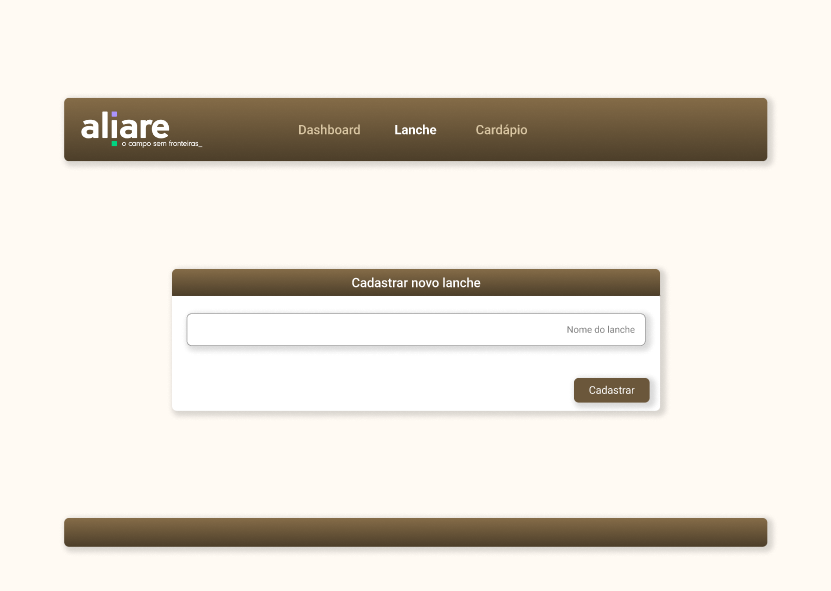 aliare
o campo sem fronteiras_
Dashboard Lanche Cardápio
Cadastrar novo lanche
Nome do lanche
Cadastrar